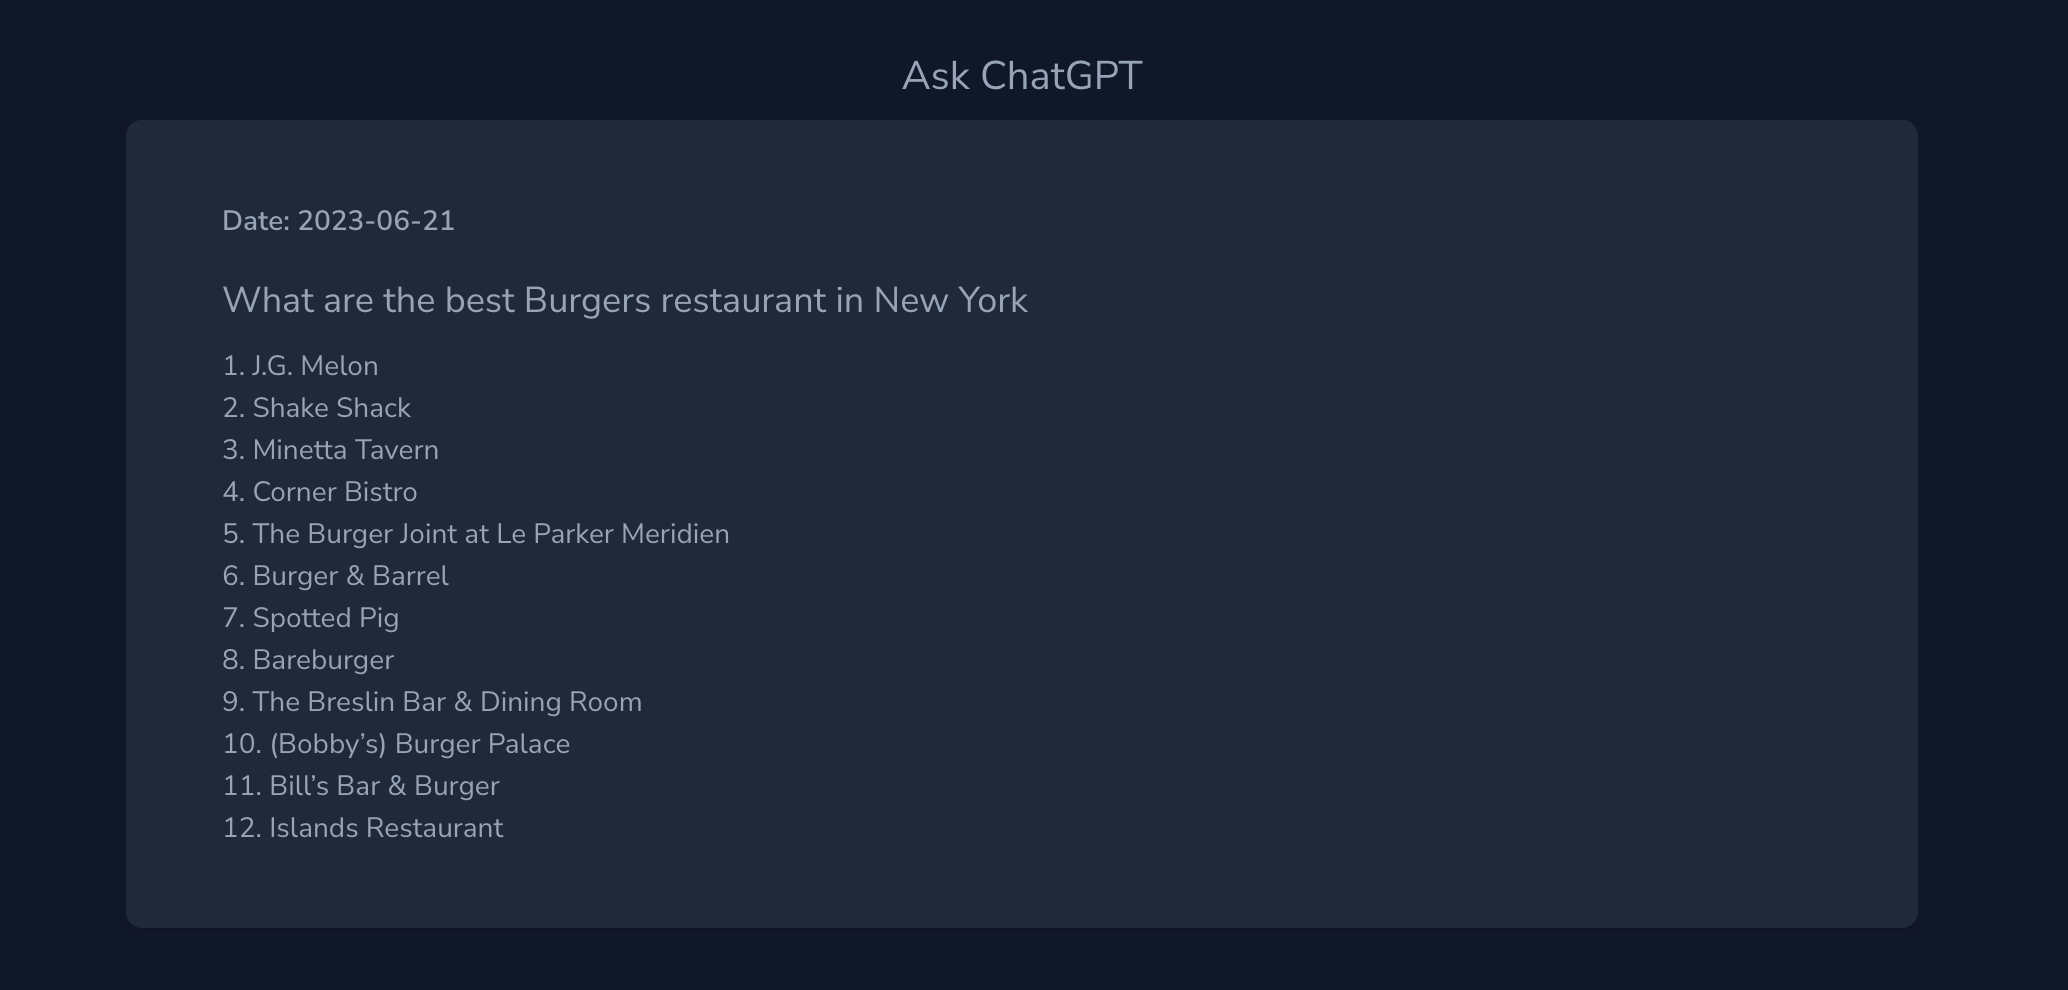 Ask ChatGPT
Date: 2023-06-21
What are the best Burgers restaurant in New York
1. J.G. Melon
2. Shake Shack
3. Minetta Tavern
4. Corner Bistro
5. The Burger Joint at Le Parker Meridien
6. Burger & Barrel
7. Spotted Pig
8. Bareburger
9. The Breslin Bar & Dining Room
10. (Bobby’s) Burger Palace
11. Bill’s Bar & Burger
12. Islands Restaurant